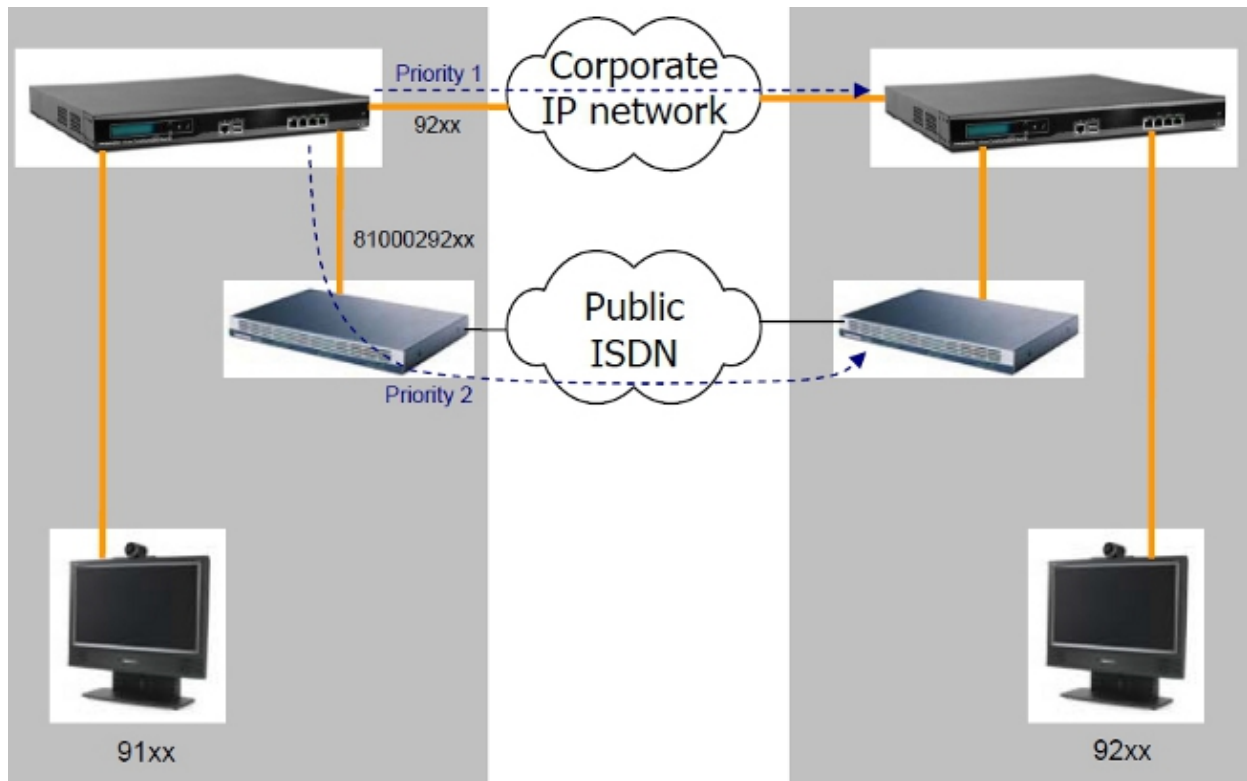 Priority 1
Corporate
IP network
92xx
81000292xx
Public
ISDN
Priority 2
91xx
92xx